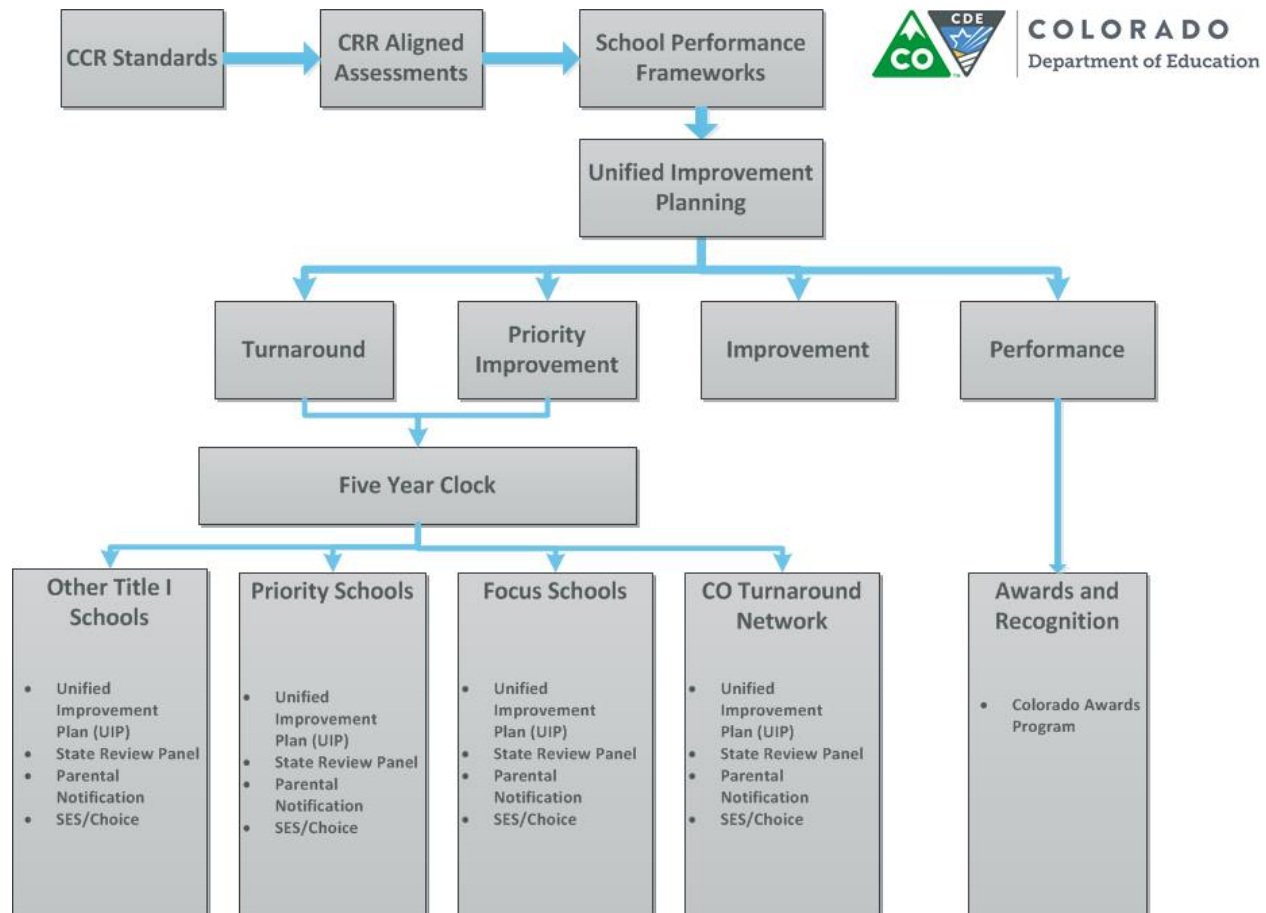 CCR Standards
CRR Aligned
Assessments
School Performance
Frameworks
CO
CDE
COLORADO
Department of Education
Unified Improvement
Planning
Turnaround
Priority
Improvement
Improvement
Performance
Five Year Clock
Other Title I
Schools
• Unified
Improvement
Plan (UIP)
• State Review Panel
• Parental
Notification
• SES/Choice
Priority Schools
• Unified
Improvement
Plan (UIP)
• State Review Panel
• Parental
Notification
• SES/Choice
Focus Schools
• Unified
Improvement
Plan (UIP)
• State Review Panel
• Parental
Notification
• SES/Choice
CO Turnaround
Network
• Unified
Improvement
Plan (UIP)
• State Review Panel
• Parental
Notification
• SES/Choice
Awards and
Recognition
• Colorado Awards
Program